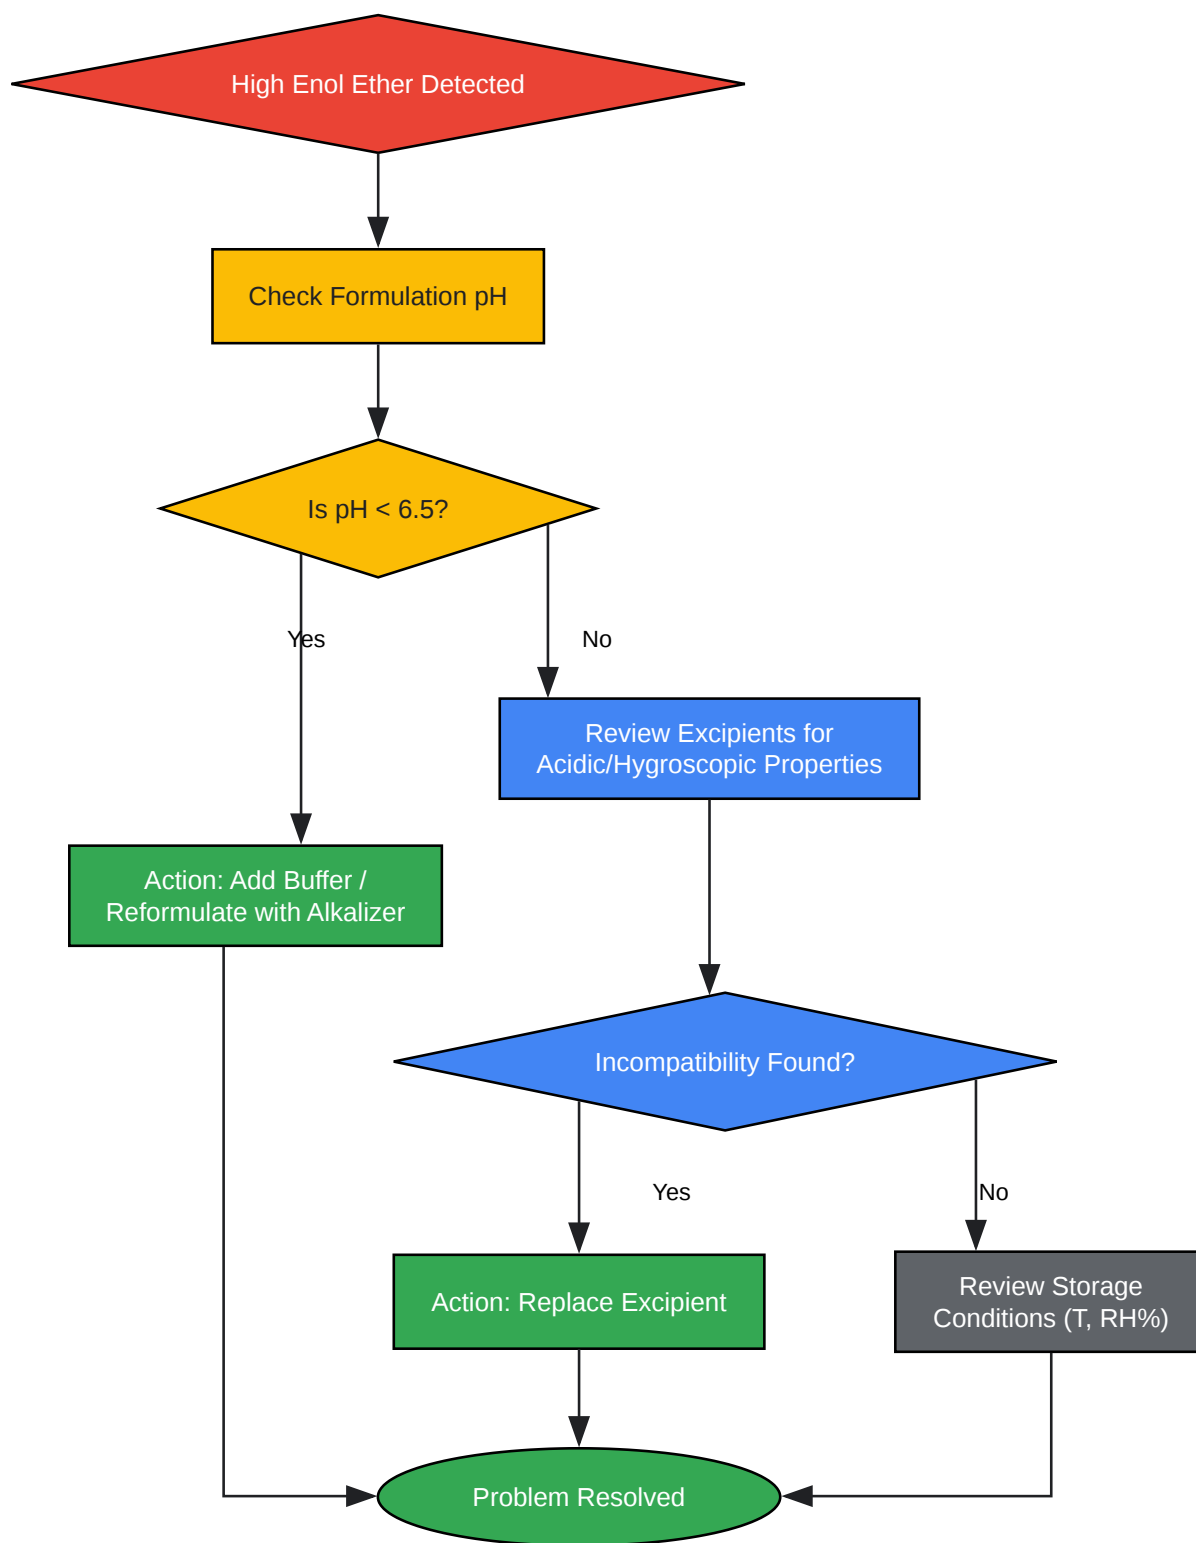 High Enol Ether Detected
Check Formulation pH
Is pH < 6.5?
Yes
No
Review Excipients for
Acidic/Hygroscopic Properties
Action: Add Buffer /
Reformulate with Alkalizer
Incompatibility Found?
Yes
No
Action: Replace Excipient
Review Storage
Conditions (T, RH%)
Problem Resolved